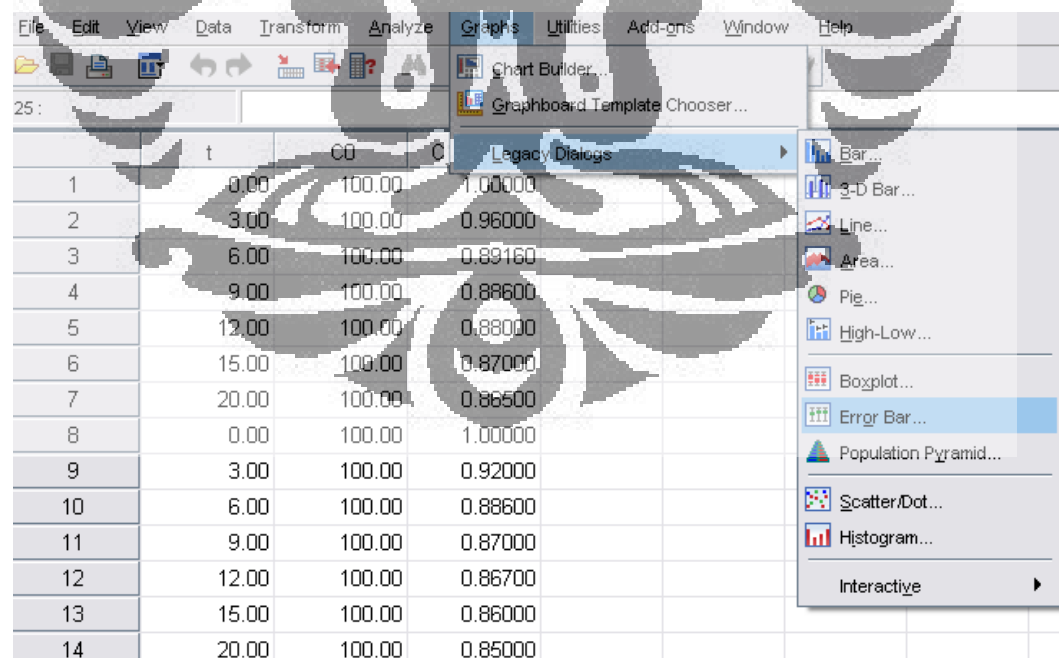 File Edit View Data Transform Analyze Graphs Utilities Add-ons Window Help
Chart Builder...
Graphboard Template Chooser...
25 :
Legacy Dialogs
t C0 C
1 0.00 100.00 1.00000
2 3.00 100.00 0.96000
3 6.00 100.00 0.89160
4 9.00 100.00 0.88600
5 12.00 100.00 0.88000
6 15.00 100.00 0.87000
7 20.00 100.00 0.86500
8 0.00 100.00 1.00000
9 3.00 100.00 0.92000
10 6.00 100.00 0.88600
11 9.00 100.00 0.87000
12 12.00 100.00 0.86700
13 15.00 100.00 0.86000
14 20.00 100.00 0.85000
Bar...
3-D Bar...
Line...
Area...
Pie...
High-Low...
Boxplot...
Error Bar...
Population Pyramid...
Scatter/Dot...
Histogram...
Interactive